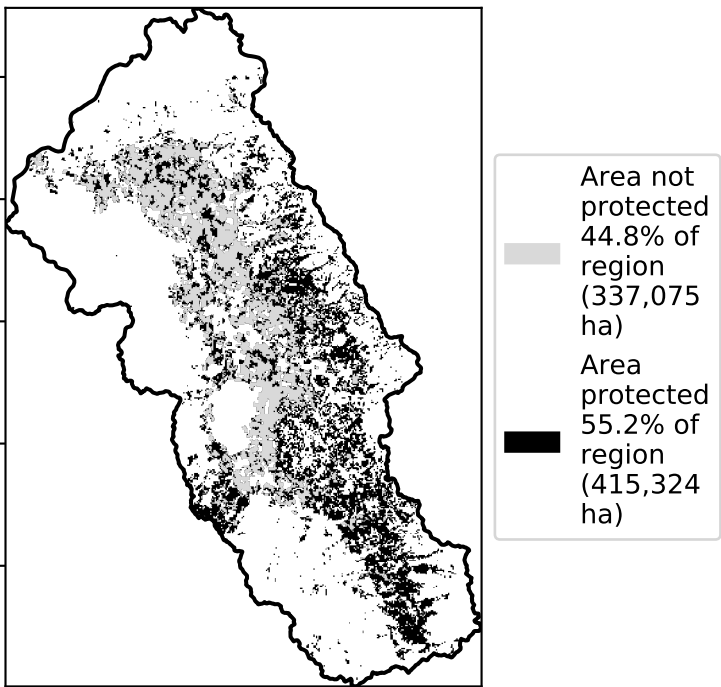 Area not
protected
44.8% of
region
(337,075
ha)
Area
protected
55.2% of
region
(415,324
ha)